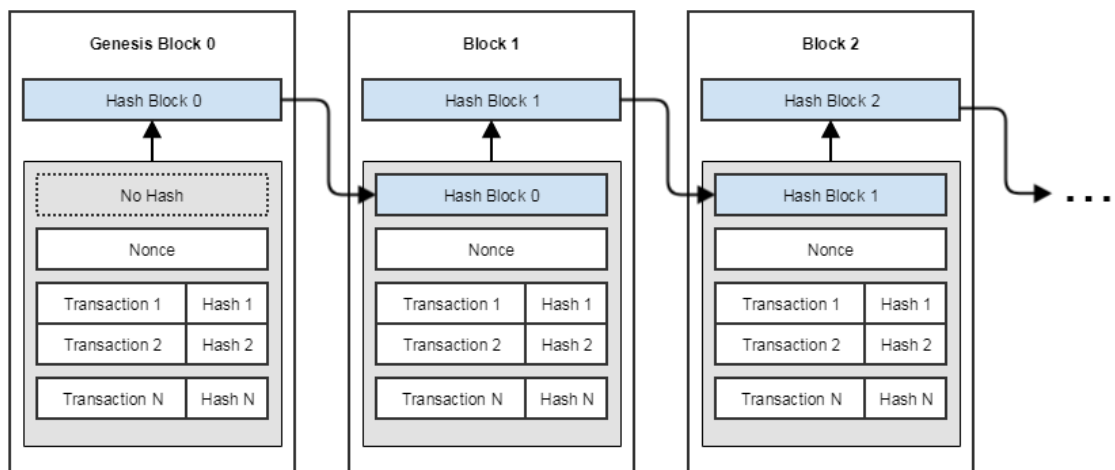 Genesis Block 0
Hash Block 0
No Hash
Nonce
Transaction 1 Hash 1
Transaction 2 Hash 2
Transaction N Hash N
Block 1
Hash Block 1
Hash Block 0
Nonce
Transaction 1 Hash 1
Transaction 2 Hash 2
Transaction N Hash N
Block 2
Hash Block 2
Hash Block 1
Nonce
Transaction 1 Hash 1
Transaction 2 Hash 2
Transaction N Hash N
...